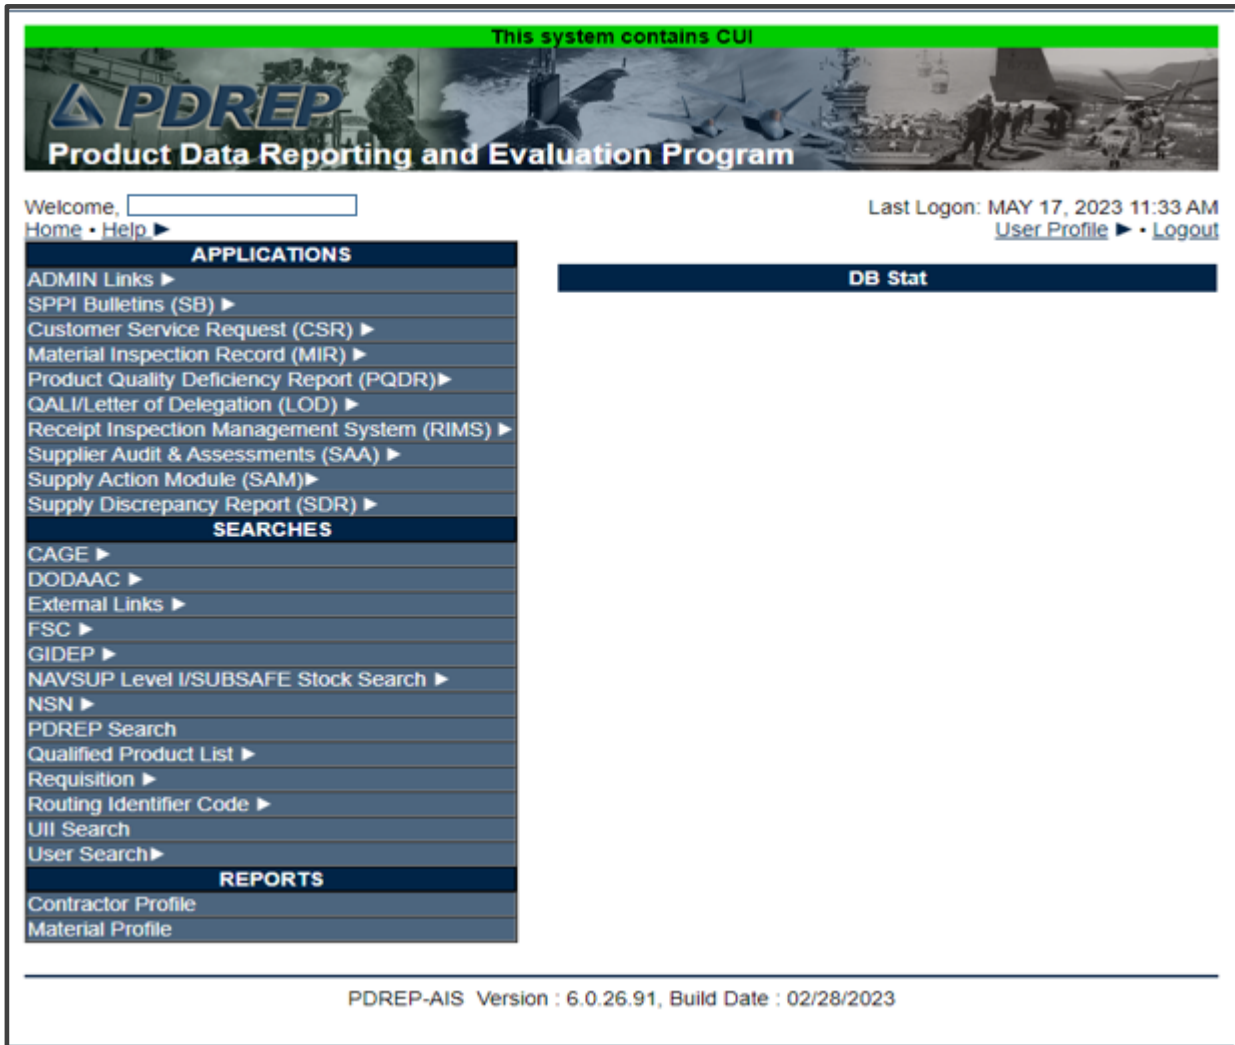 This system contains CUI
PDREP
Product Data Reporting and Evaluation Program
Welcome,
Last Logon: MAY 17, 2023 11:33 AM
Home • Help ►
User Profile ► • Logout
APPLICATIONS
ADMIN Links ►
SPPI Bulletins (SB) ►
Customer Service Request (CSR) ►
Material Inspection Record (MIR) ►
Product Quality Deficiency Report (PQDR)►
QALI/Letter of Delegation (LOD) ►
Receipt Inspection Management System (RIMS) ►
Supplier Audit & Assessments (SAA) ►
Supply Action Module (SAM)►
Supply Discrepancy Report (SDR) ►
SEARCHES
CAGE ►
DODAAC ►
External Links ►
FSC ►
GIDEP ►
NAVSUP Level I/SUBSAFE Stock Search ►
NSN ►
PDREP Search
Qualified Product List ►
Requisition ►
Routing Identifier Code ►
UII Search
User Search►
REPORTS
Contractor Profile
Material Profile
DB Stat
PDREP-AIS Version : 6.0.26.91, Build Date : 02/28/2023